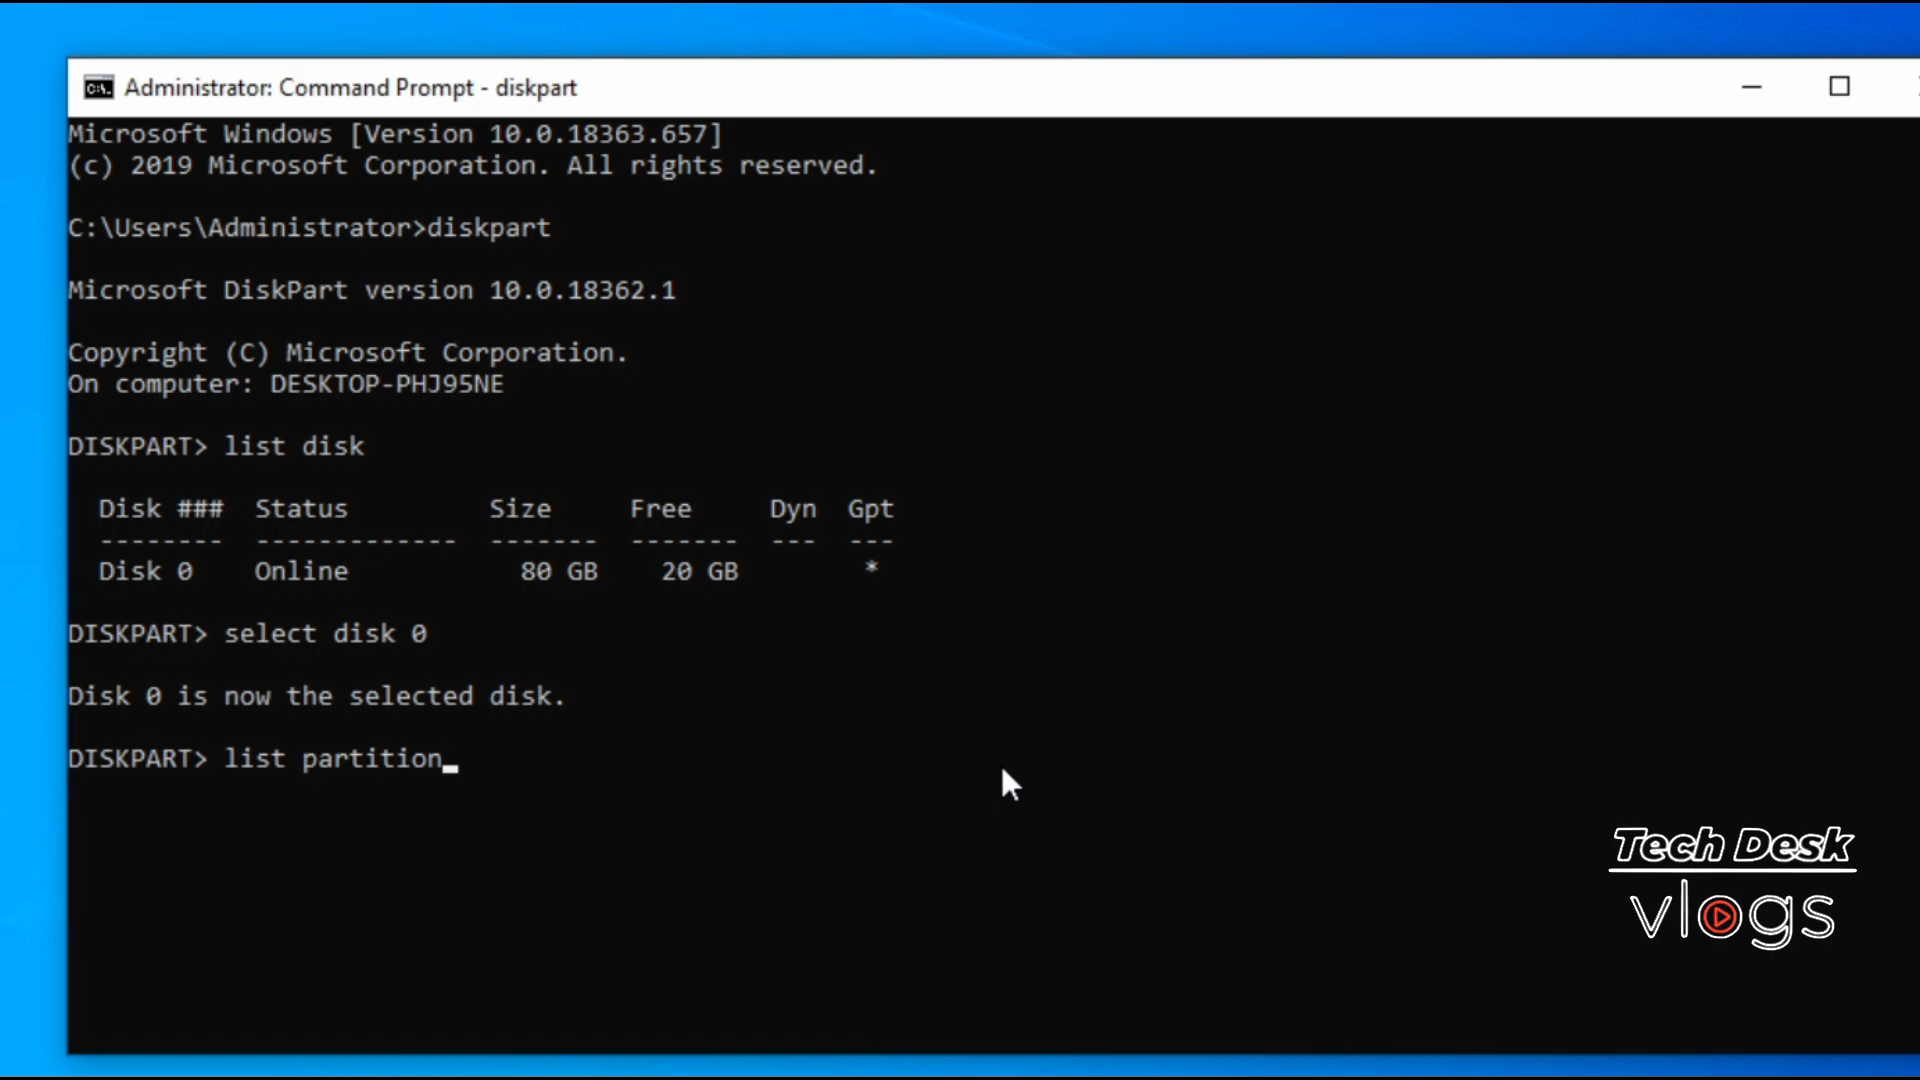 Administrator: Command Prompt - diskpart
Microsoft Windows [Version 10.0.18363.657]
(c) 2019 Microsoft Corporation. All rights reserved.
C:\Users\Administrator>diskpart
Microsoft DiskPart version 10.0.18362.1
Copyright (C) Microsoft Corporation.
On computer: DESKTOP-PHJ95NE
DISKPART> list disk
  Disk ###  Status         Size     Free     Dyn  Gpt
  --------  -------------  -------  -------  ---  ---
  Disk 0    Online           80 GB    20 GB        *
DISKPART> select disk 0
Disk 0 is now the selected disk.
DISKPART> list partition_
Tech Desk
vlogs